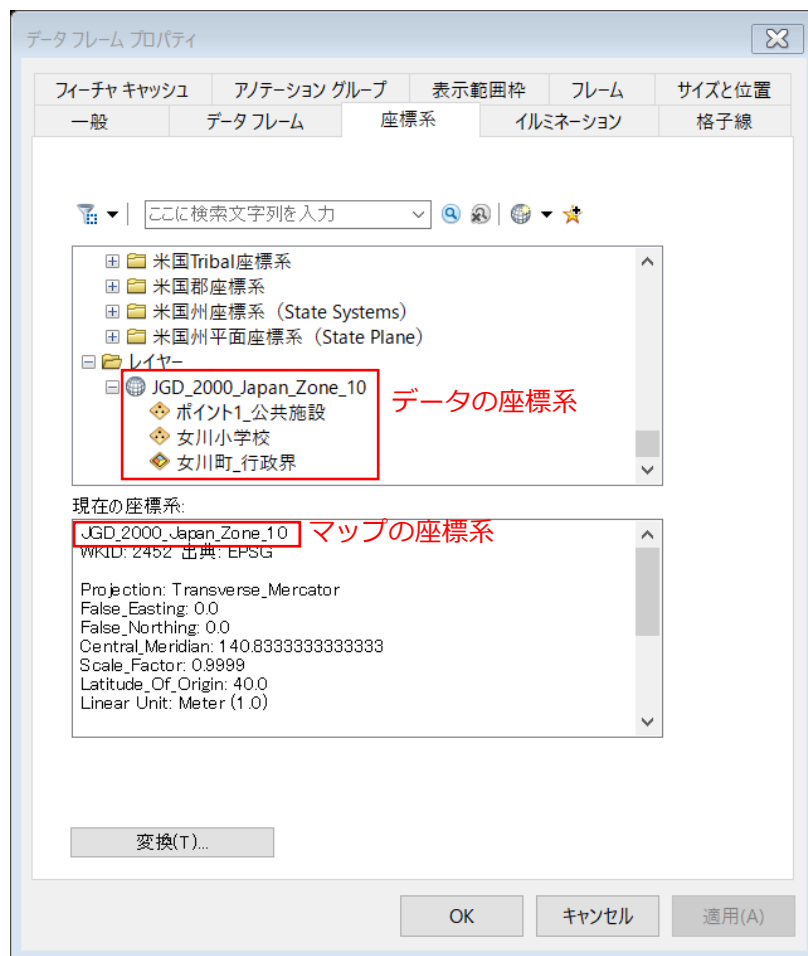 データ フレーム プロパティ
フィーチャ キャッシュ アノテーション グループ 表示範囲枠 フレーム サイズと位置
一般 データ フレーム 座標系 イルミネーション 格子線
ここに検索文字列を入力
米国Tribal座標系
米国郡座標系
米国州座標系（State Systems）
米国州平面座標系（State Plane）
レイヤー
JGD_2000_Japan_Zone_10
データの座標系
ポイント1_公共施設
女川小学校
女川町_行政界
現在の座標系:
JGD_2000_Japan_Zone_10 マップの座標系
WKID: 2452 出典: EPSG
Projection: Transverse_Mercator
False_Easting: 0.0
False_Northing: 0.0
Central_Meridian: 140.8333333333333
Scale_Factor: 0.9999
Latitude_Of_Origin: 40.0
Linear Unit: Meter (1.0)
変換(T)...
OK キャンセル 適用(A)